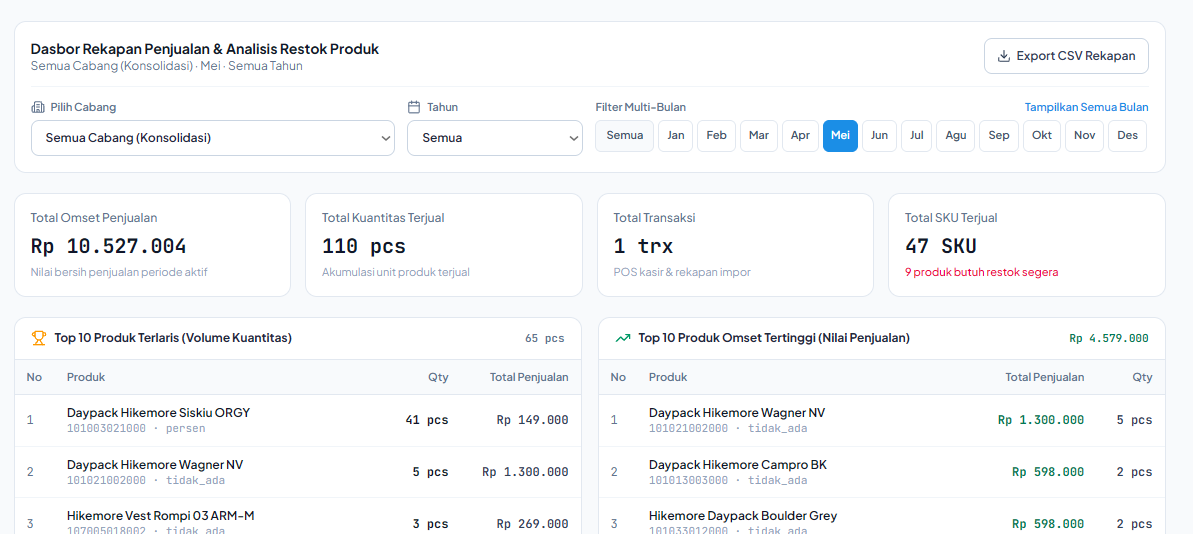 Dasbor Rekapan Penjualan & Analisis Restok Produk
Semua Cabang (Konsolidasi) · Mei · Semua Tahun
Export CSV Rekapan
Pilih Cabang
Semua Cabang (Konsolidasi)
Tahun
Semua
Filter Multi-Bulan
Tampilkan Semua Bulan
Semua Jan Feb Mar Apr Mei Jun Jul Agu Sep Okt Nov Des
Total Omset Penjualan
Rp 10.527.004
Nilai bersih penjualan periode aktif
Total Kuantitas Terjual
110 pcs
Akumulasi unit produk terjual
Total Transaksi
1 trx
POS kasir & rekapan impor
Total SKU Terjual
47 SKU
9 produk butuh restok segera
Top 10 Produk Terlaris (Volume Kuantitas) 65 pcs
No Produk Qty Total Penjualan
1 Daypack Hikemore Siskiu ORGY 41 pcs Rp 149.000
101003021000 · persen
2 Daypack Hikemore Wagner NV 5 pcs Rp 1.300.000
101021002000 · tidak_ada
3 Hikemore Vest Rompi 03 ARM-M 3 pcs Rp 269.000
107005018002 · tidak_ada
Top 10 Produk Omset Tertinggi (Nilai Penjualan) Rp 4.579.000
No Produk Total Penjualan Qty
1 Daypack Hikemore Wagner NV Rp 1.300.000 5 pcs
101021002000 · tidak_ada
2 Daypack Hikemore Campro BK Rp 598.000 2 pcs
101013003000 · tidak_ada
3 Hikemore Daypack Boulder Grey Rp 598.000 2 pcs
101033012000 · tidak_ada